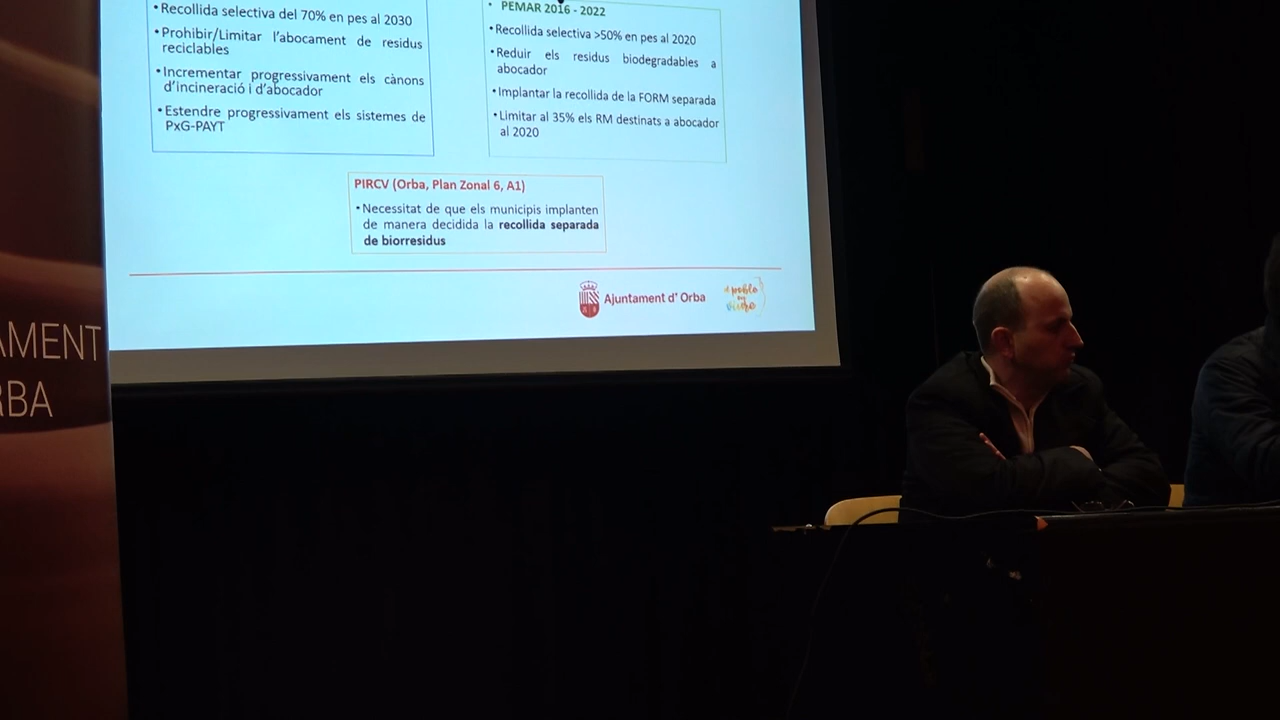 • Recollida selectiva del 70% en pes al 2030
• Prohibir/Limitar l'abocament de residus
reciclables
• Incrementar progressivament els cànons
d'incineració i d'abocador
• Estendre progressivament els sistemes de
PxG-PAYT
• PEMAR 2016 - 2022
• Recollida selectiva >50% en pes al 2020
• Reduir els residus biodegradables a
abocador
• Implantar la recollida de la FORM separada
• Limitar al 35% els RM destinats a abocador
al 2020
PIRCV (Orba, Plan Zonal 6, A1)
• Necessitat de que els municipis implanten
de manera decidida la recollida separada
de biorresidus
Ajuntament d' Orba
poble
viure
AMENT
RBA